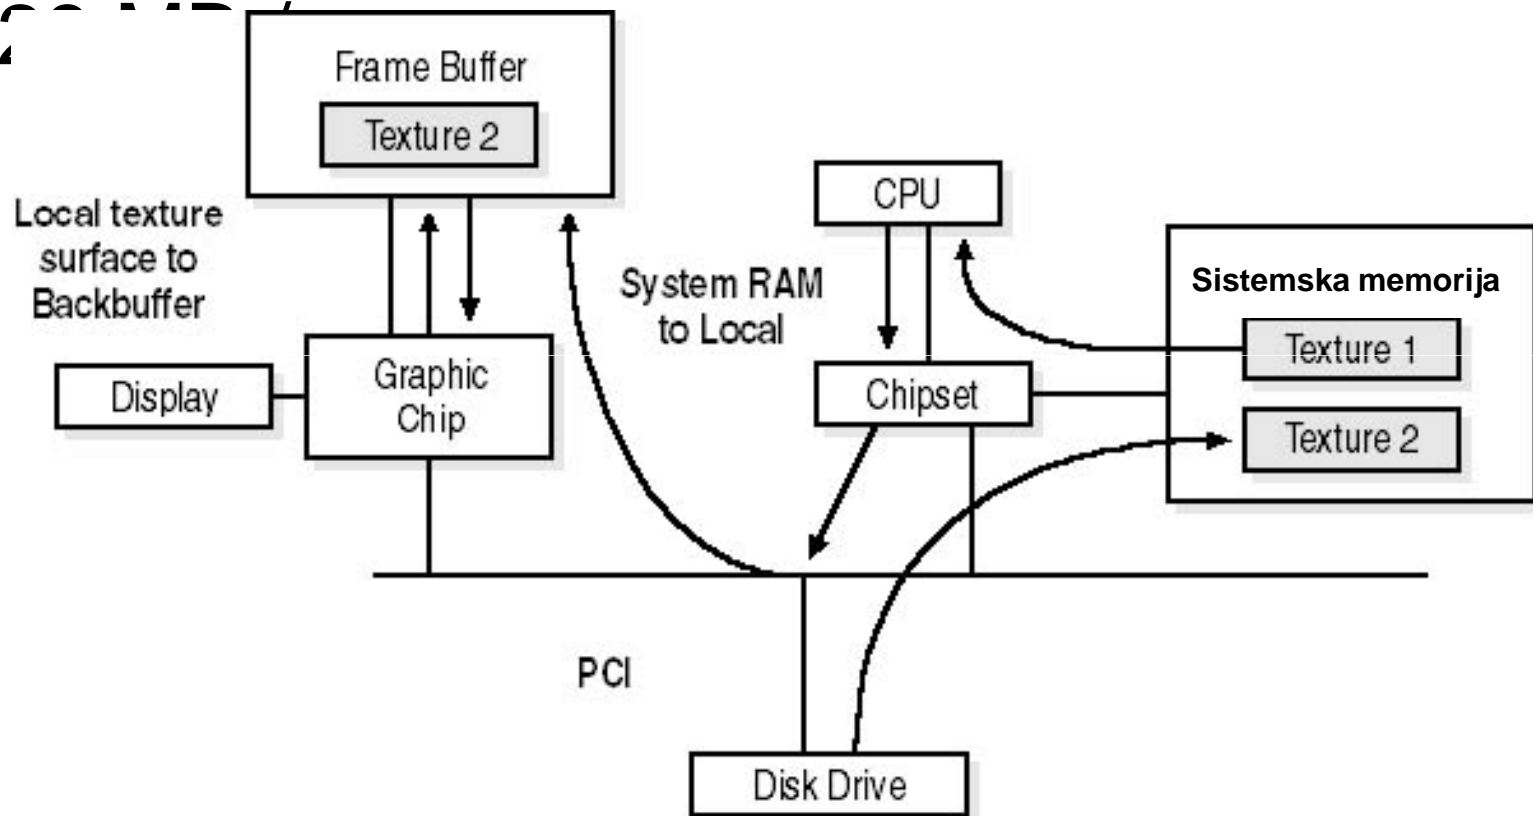 Frame Buffer
Texture 2
Local texture
surface to
Backbuffer
CPU
System RAM
to Local
Sistemska memorija
Texture 1
Texture 2
Graphic
Chip
Display
Chipset
PCI
Disk Drive